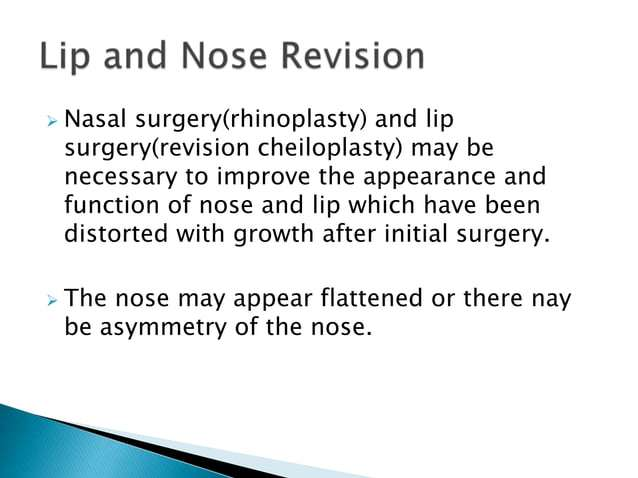 Lip and Nose Revision
Nasal surgery(rhinoplasty) and lip
surgery(revision cheiloplasty) may be
necessary to improve the appearance and
function of nose and lip which have been
distorted with growth after initial surgery.
The nose may appear flattened or there nay
be asymmetry of the nose.